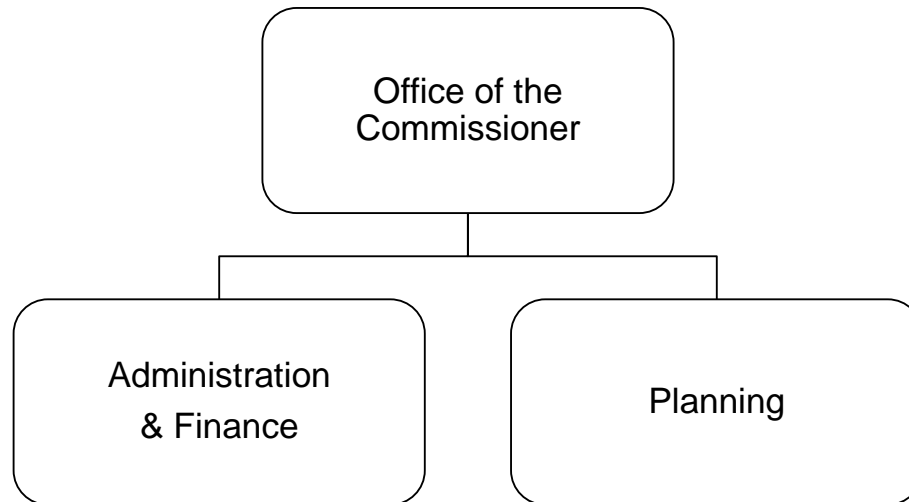 Office of the
Commissioner
Administration
& Finance
Planning